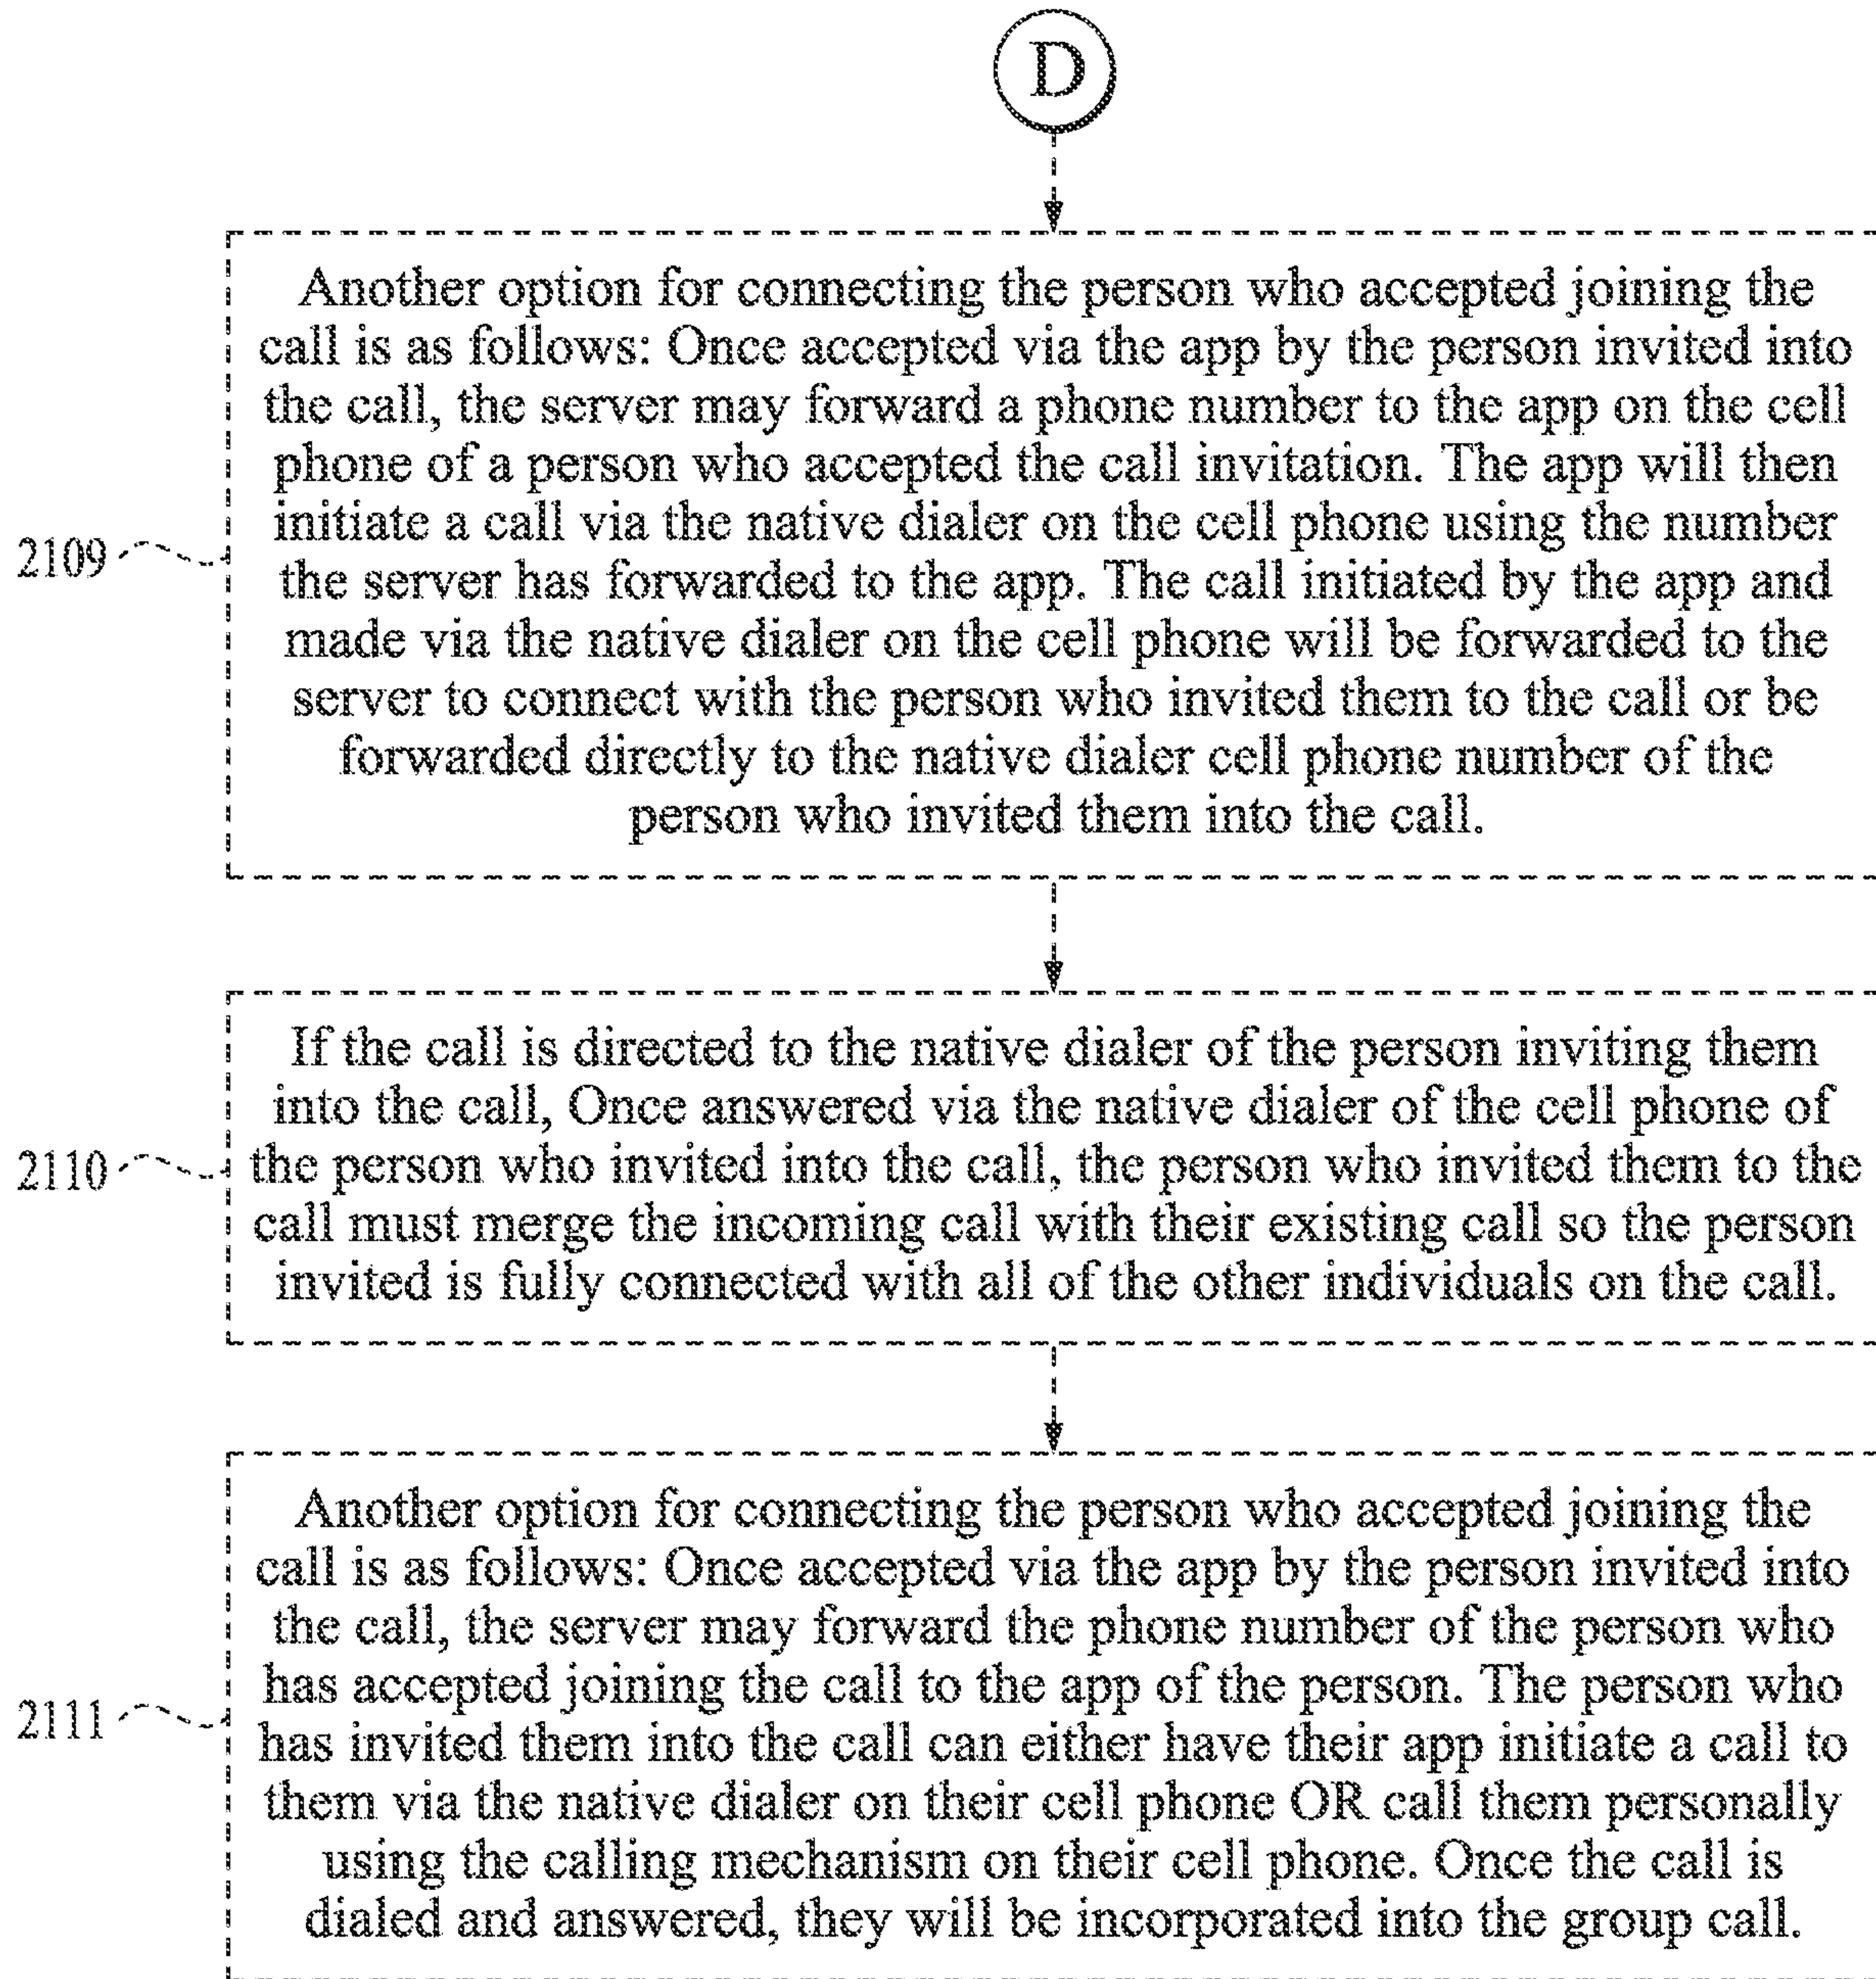 D
Another option for connecting the person who accepted joining the
call is as follows: Once accepted via the app by the person invited into
the call, the server may forward a phone number to the app on the cell
phone of a person who accepted the call invitation. The app will then
initiate a call via the native dialer on the cell phone using the number
2109
the server has forwarded to the app. The call initiated by the app and
made via the native dialer on the cell phone will be forwarded to the
server to connect with the person who invited them to the call or be
forwarded directly to the native dialer cell phone number of the
person who invited them into the call.
If the call is directed to the native dialer of the person inviting them
into the call, Once answered via the native dialer of the cell phone of
2110
the person who invited into the call, the person who invited them to the
call must merge the incoming call with their existing call so the person
invited is fully connected with all of the other individuals on the call.
Another option for connecting the person who accepted joining the
call is as follows: Once accepted via the app by the person invited into
the call, the server may forward the phone number of the person who
has accepted joining the call to the app of the person. The person who
2111
has invited them into the call can either have their app initiate a call to
them via the native dialer on their cell phone OR call them personally
using the calling mechanism on their cell phone. Once the call is
dialed and answered, they will be incorporated into the group call.